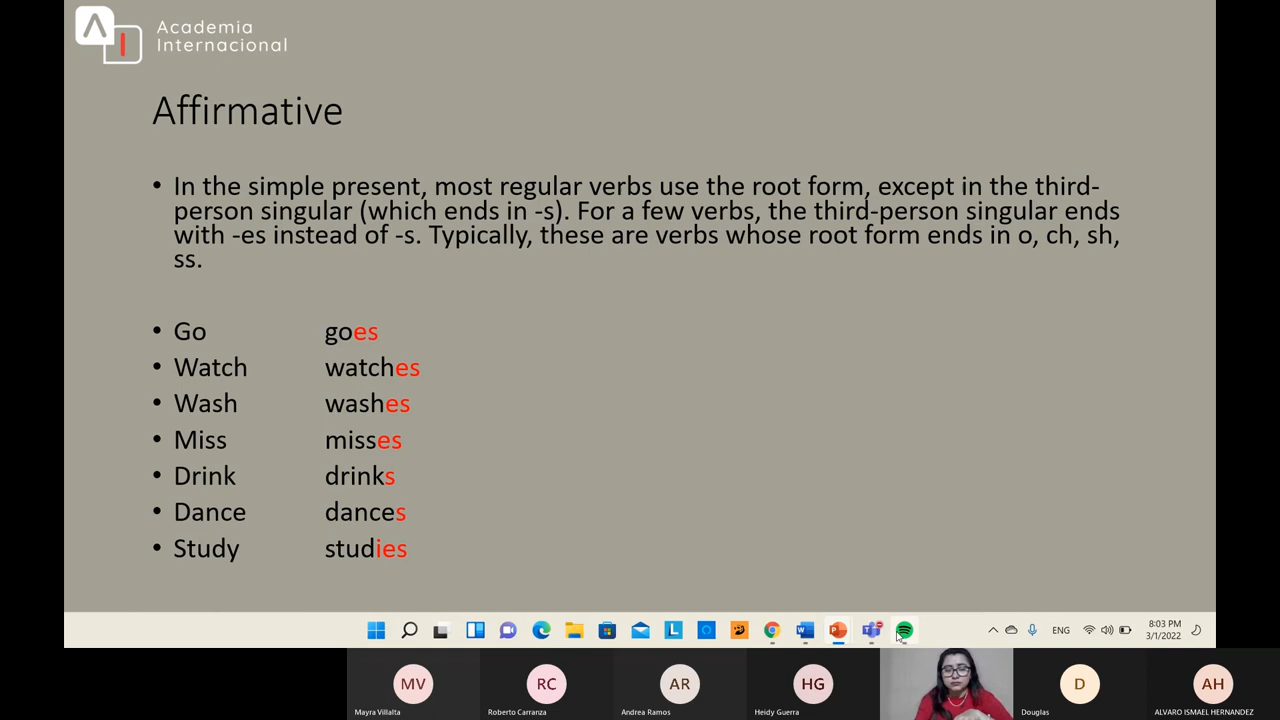 Academia
Internacional
Affirmative
• In the simple present, most regular verbs use the root form, except in the third-
person singular (which ends in -s). For a few verbs, the third-person singular ends
with -es instead of -s. Typically, these are verbs whose root form ends in o, ch, sh,
ss.
• Go goes
• Watch watches
• Wash washes
• Miss misses
• Drink drinks
• Dance dances
• Study studies
L ENG 8:03 PM
3/1/2022
MV RC AR HG D AH
Mayra Villalta Roberto Carranza Andrea Ramos Heidy Guerra Douglas ALVARO ISMAEL HERNANDEZ